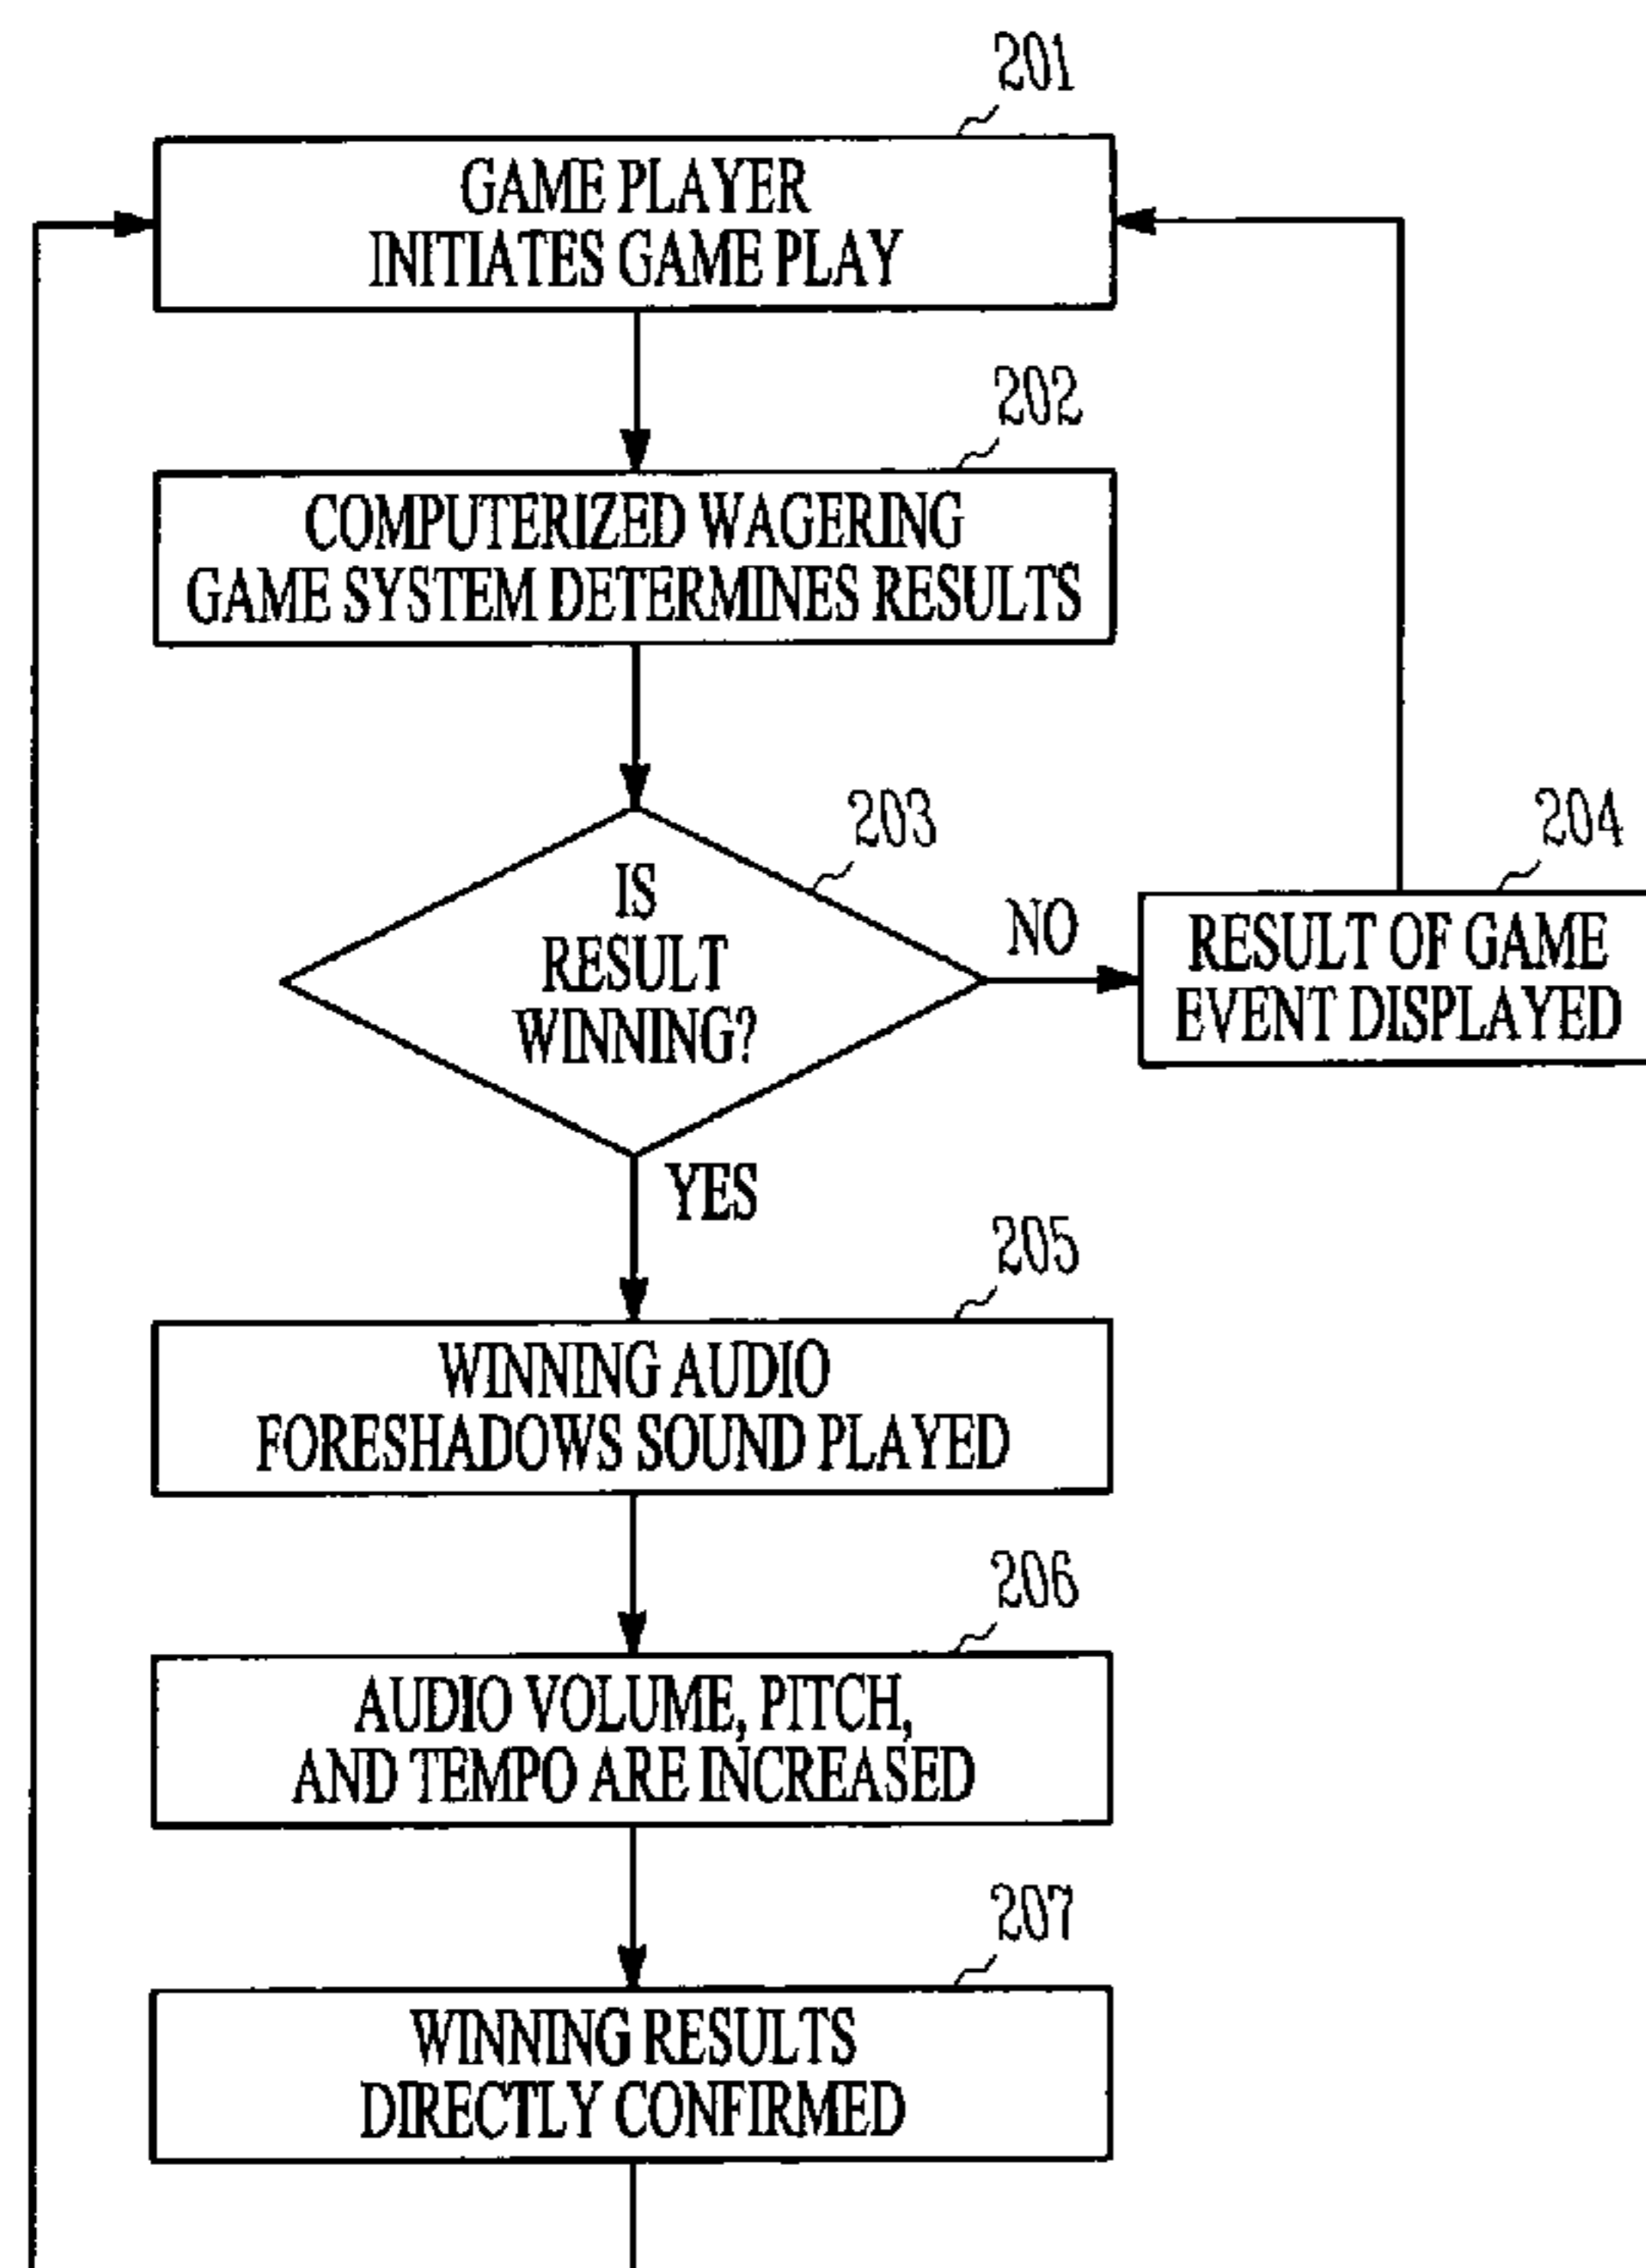 201
GAME PLAYER
INITIATES GAME PLAY
202
COMPUTERIZED WAGERING
GAME SYSTEM DETERMINES RESULTS
203
IS
RESULT
WINNING?
NO
204
RESULT OF GAME
EVENT DISPLAYED
YES
205
WINNING AUDIO
FORESHADOWS SOUND PLAYED
206
AUDIO VOLUME, PITCH,
AND TEMPO ARE INCREASED
207
WINNING RESULTS
DIRECTLY CONFIRMED